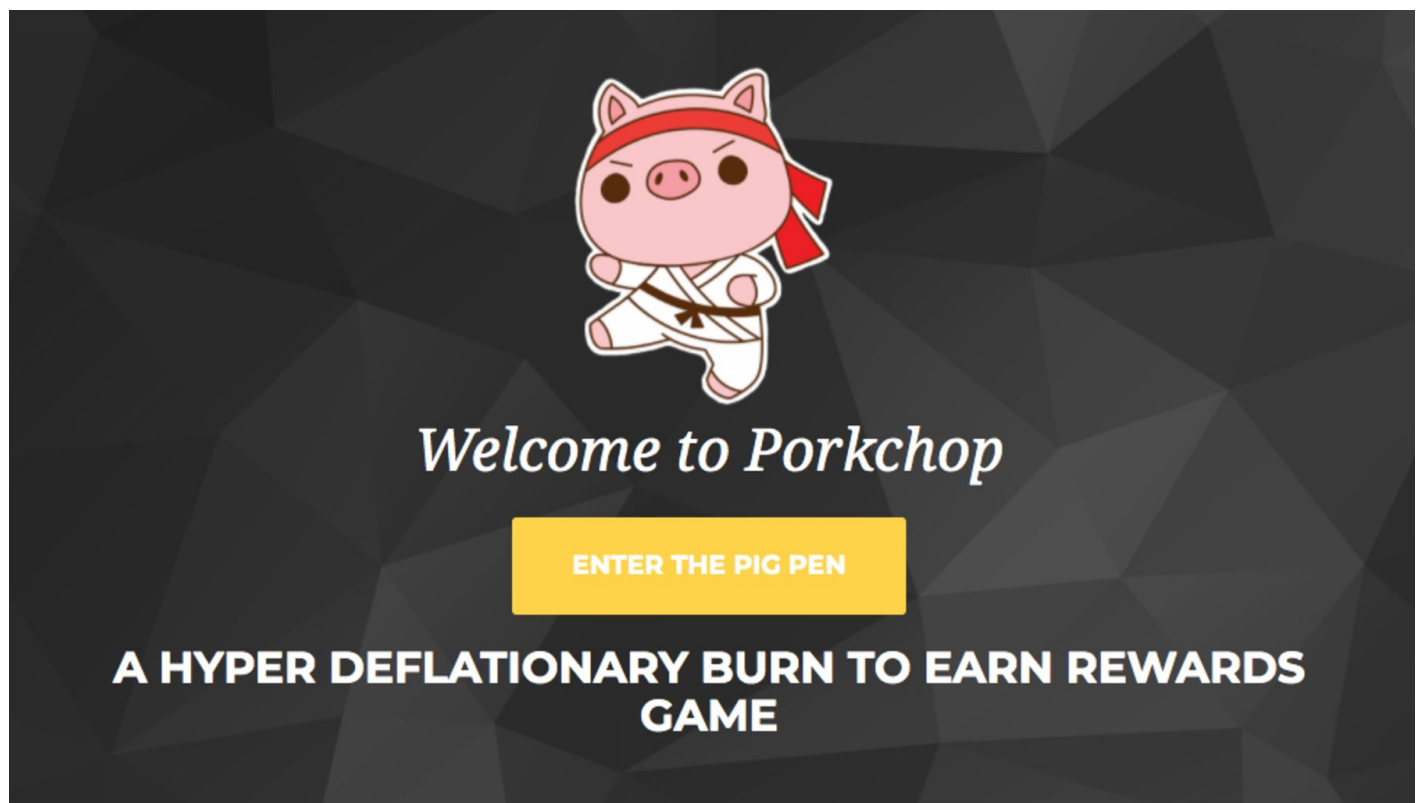 Welcome to Porkchop
ENTER THE PIG PEN
A HYPER DEFLATIONARY BURN TO EARN REWARDS
GAME